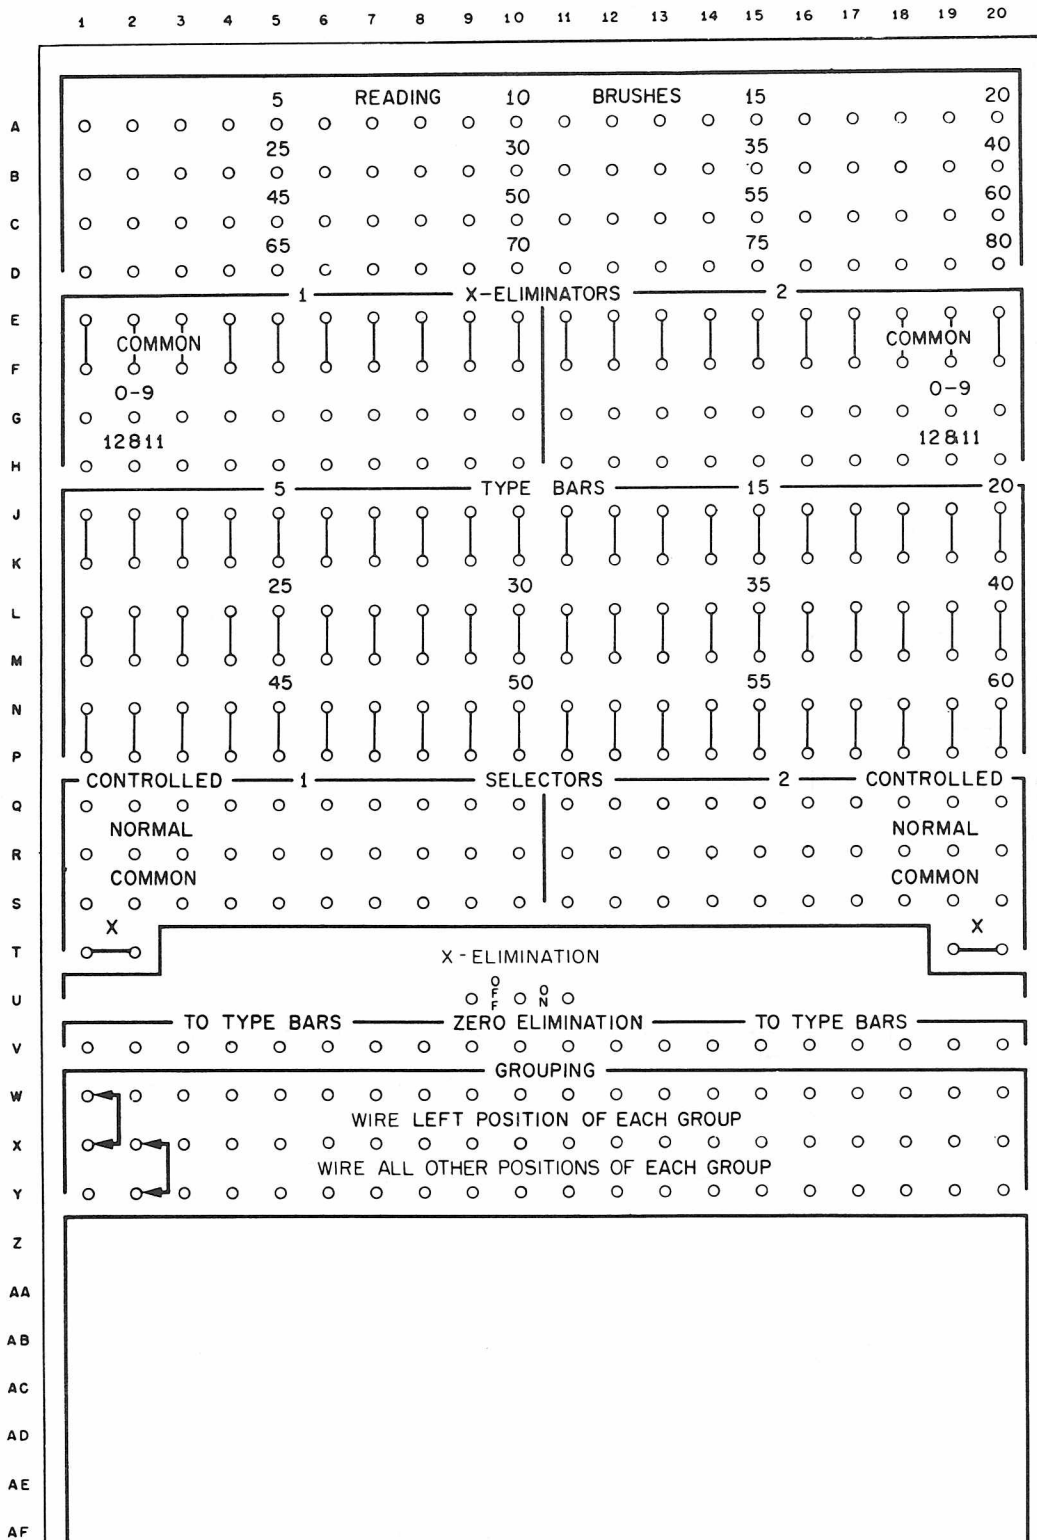 1 2 3 4 5 6 7 8 9 10 11 12 13 14 15 16 17 18 19 20
5 READING 10 BRUSHES 15 20
A
25 30 35 40
B
45 50 55 60
C
65 70 75 80
D
1 X-ELIMINATORS 2
E
COMMON COMMON
F
0-9 0-9
G
12811 12&11
H
5 TYPE BARS 15 20
J
K
25 30 35 40
L
M
45 50 55 60
N
P
CONTROLLED 1 SELECTORS 2 CONTROLLED
Q
NORMAL NORMAL
R
COMMON COMMON
S
X X
T
X-ELIMINATION
U OFF ON
TO TYPE BARS ZERO ELIMINATION TO TYPE BARS
V
GROUPING
W
WIRE LEFT POSITION OF EACH GROUP
X
WIRE ALL OTHER POSITIONS OF EACH GROUP
Y
Z
AA
AB
AC
AD
AE
AF